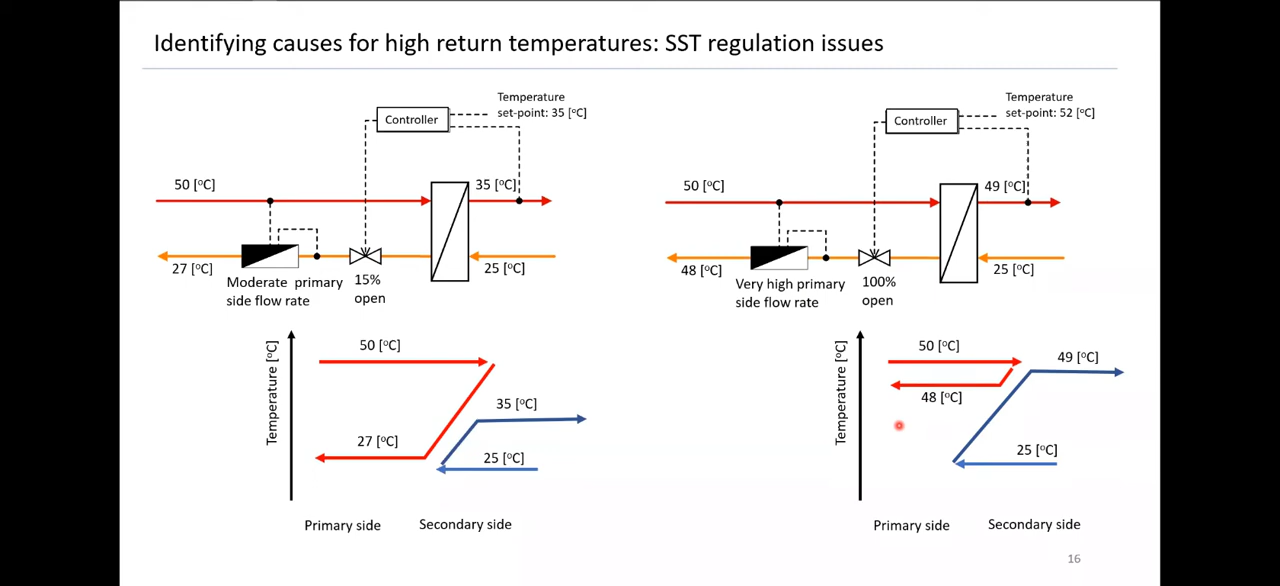 Identifying causes for high return temperatures: SST regulation issues
Temperature
set-point: 35 [°C]
Controller
50 [°C]
35 [°C]
27 [°C]
25 [°C]
Moderate primary
side flow rate
15%
open
Temperature
set-point: 52 [°C]
Controller
50 [°C]
49 [°C]
48 [°C]
25 [°C]
Very high primary
side flow rate
100%
open
Temperature [°C]
50 [°C]
35 [°C]
27 [°C]
25 [°C]
Primary side
Secondary side
Temperature [°C]
50 [°C]
49 [°C]
48 [°C]
25 [°C]
Primary side
Secondary side
16